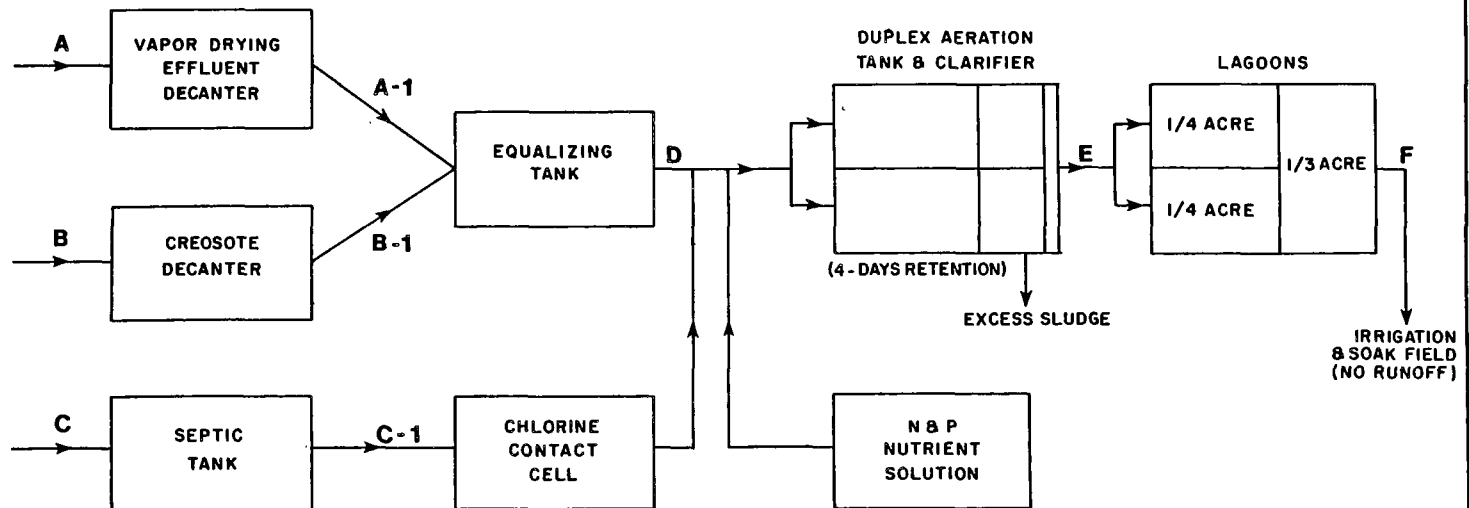 A
VAPOR DRYING
EFFLUENT
DECANTER
A-1
B
CREOSOTE
DECANTER
B-1
EQUALIZING
TANK
D
C
SEPTIC
TANK
C-1
CHLORINE
CONTACT
CELL
N & P
NUTRIENT
SOLUTION
DUPLEX AERATION
TANK & CLARIFIER
(4-DAYS RETENTION)
EXCESS SLUDGE
E
LAGOONS
1/4 ACRE
1/4 ACRE
1/3 ACRE
F
IRRIGATION
& SOAK FIELD
(NO RUNOFF)